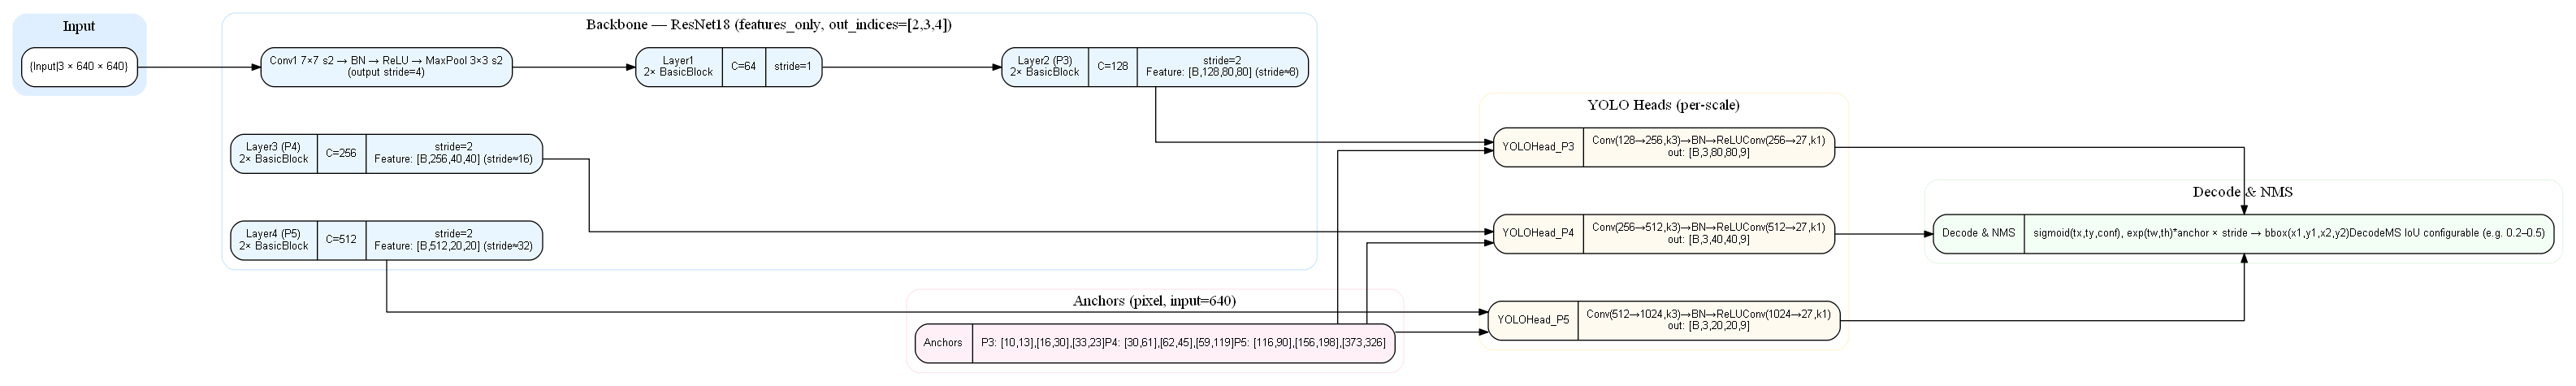 Input
{Input|3 × 640 × 640}
Backbone — ResNet18 (features_only, out_indices=[2,3,4])
Conv1 7×7 s2 → BN → ReLU → MaxPool 3×3 s2
(output stride=4)
Layer1
2× BasicBlock
C=64
stride=1
Layer2 (P3)
2× BasicBlock
C=128
stride=2
Feature: [B,128,80,80] (stride≈8)
Layer3 (P4)
2× BasicBlock
C=256
stride=2
Feature: [B,256,40,40] (stride≈16)
Layer4 (P5)
2× BasicBlock
C=512
stride=2
Feature: [B,512,20,20] (stride≈32)
Anchors (pixel, input=640)
Anchors
P3: [10,13],[16,30],[33,23]P4: [30,61],[62,45],[59,119]P5: [116,90],[156,198],[373,326]
YOLO Heads (per-scale)
YOLOHead_P3
Conv(128→256,k3)→BN→ReLUConv(256→27,k1)
out: [B,3,80,80,9]
YOLOHead_P4
Conv(256→512,k3)→BN→ReLUConv(512→27,k1)
out: [B,3,40,40,9]
YOLOHead_P5
Conv(512→1024,k3)→BN→ReLUConv(1024→27,k1)
out: [B,3,20,20,9]
Decode & NMS
Decode & NMS
sigmoid(tx,ty,conf), exp(tw,th)*anchor × stride → bbox(x1,y1,x2,y2)DecodeMS IoU configurable (e.g. 0.2–0.5)